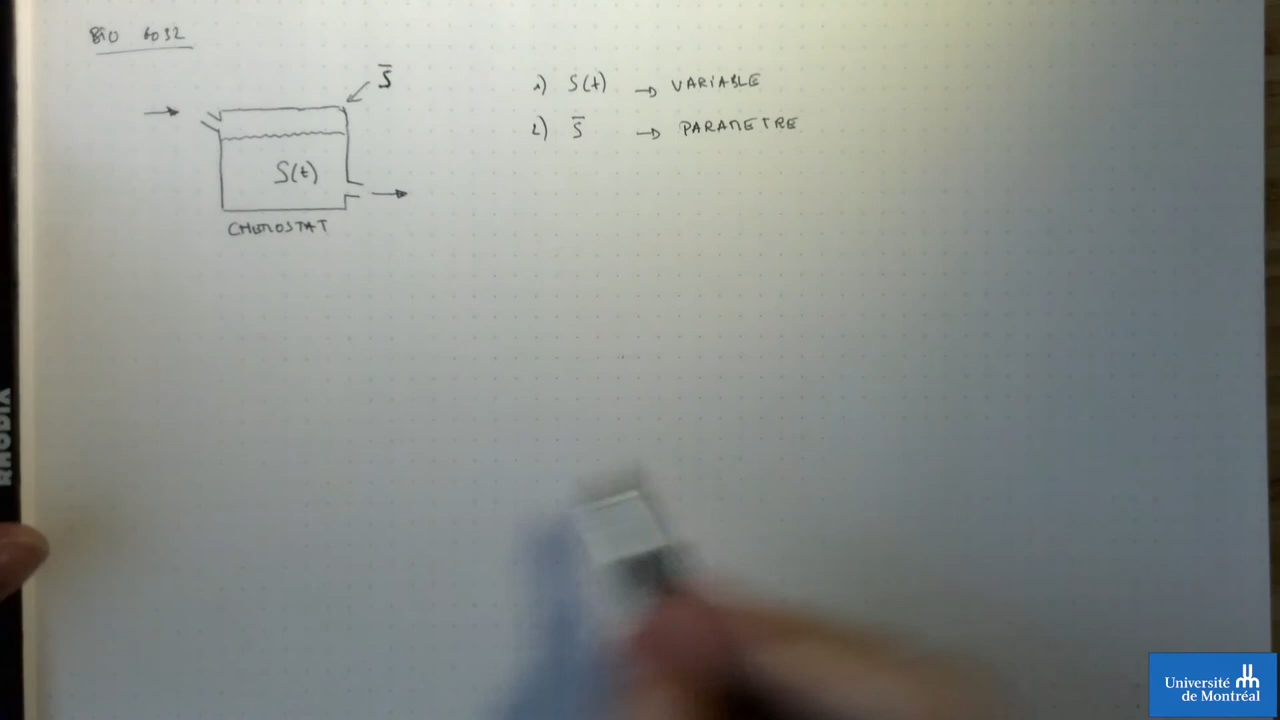 BIO 6032
S̄
1) S(t) → VARIABLE
2) S̄ → PARAMETRE
S(t)
CHEMOSTAT
RHODIA
Université
de Montréal